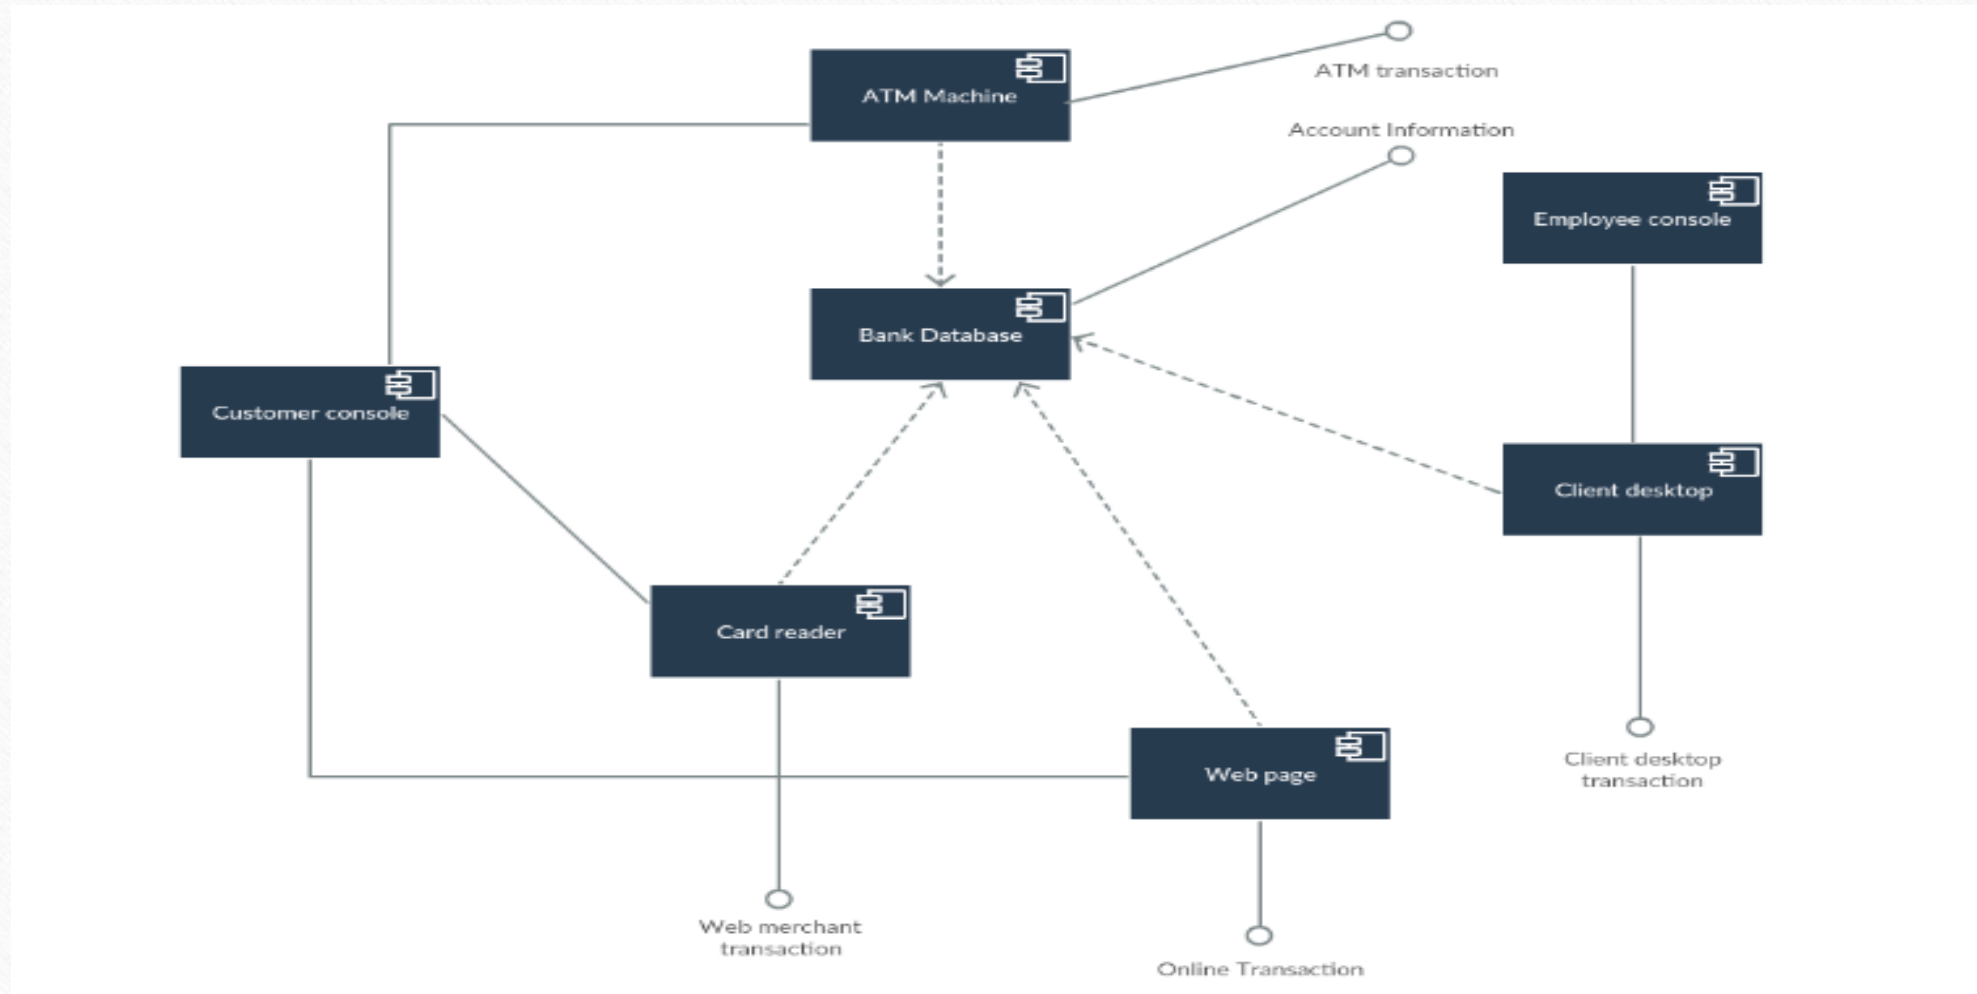 ATM Machine
ATM transaction
Account Information
Employee console
Bank Database
Customer console
Client desktop
Card reader
Web page
Client desktop
transaction
Web merchant
transaction
Online Transaction